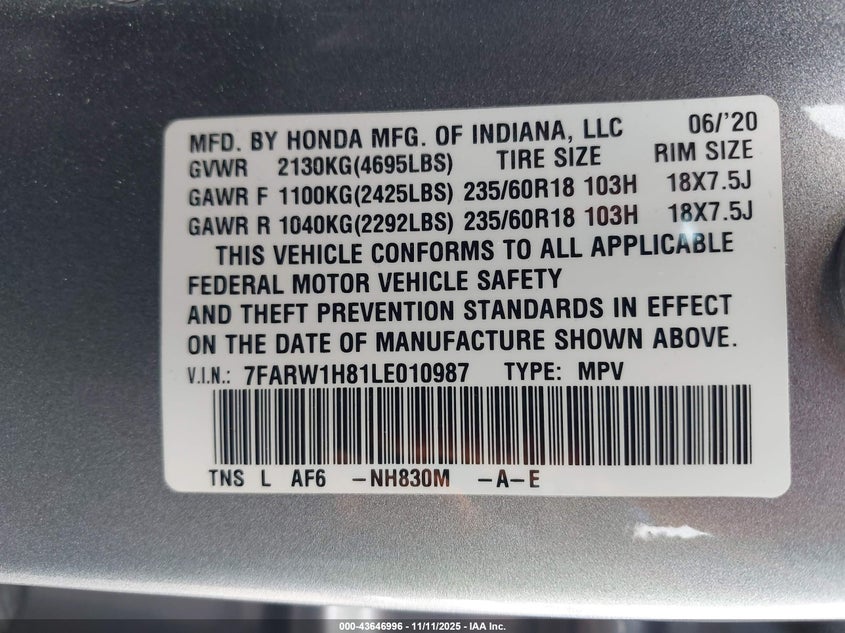 MFD. BY HONDA MFG. OF INDIANA, LLC 06/'20
GVWR 2130KG(4695LBS) TIRE SIZE RIM SIZE
GAWR F 1100KG(2425LBS) 235/60R18 103H 18X7.5J
GAWR R 1040KG(2292LBS) 235/60R18 103H 18X7.5J
THIS VEHICLE CONFORMS TO ALL APPLICABLE
FEDERAL MOTOR VEHICLE SAFETY
AND THEFT PREVENTION STANDARDS IN EFFECT
ON THE DATE OF MANUFACTURE SHOWN ABOVE.
V.I.N.: 7FARW1H81LE010987 TYPE: MPV
TNS L AF6 -NH830M -A-E
000-43646996 - 11/11/2025 - IAA Inc.